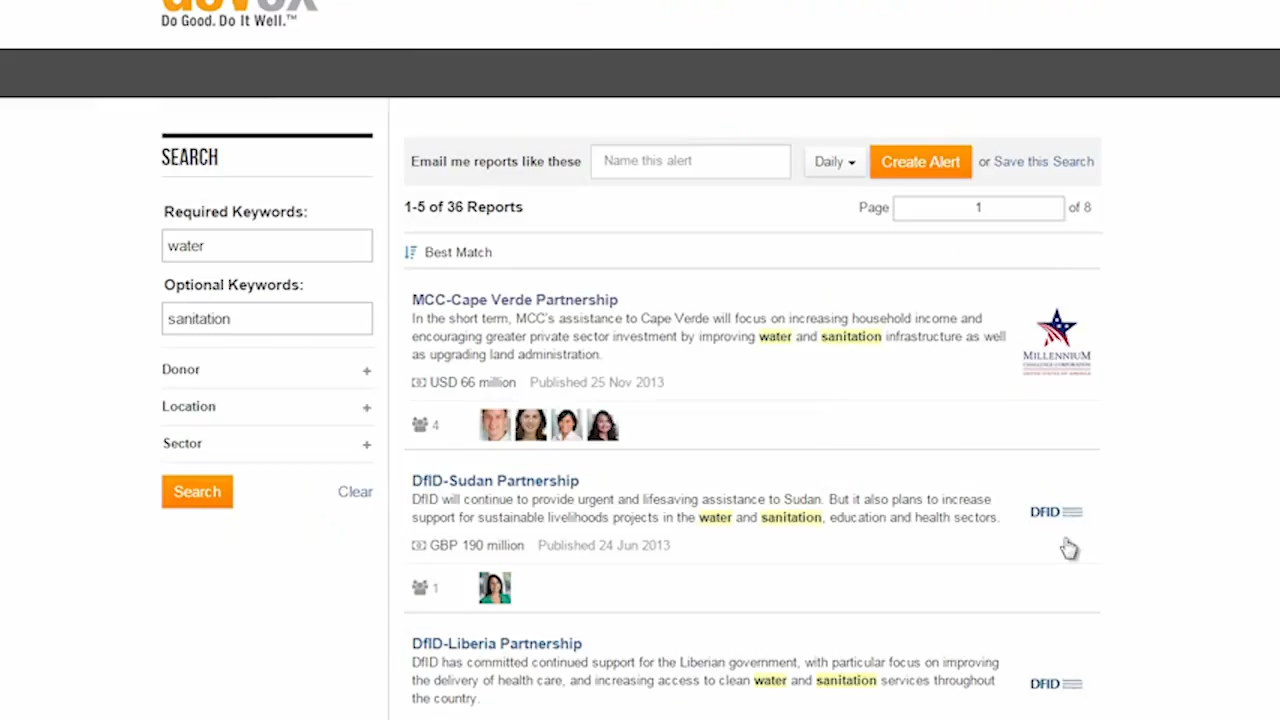 Do Good. Do It Well.™
SEARCH
Required Keywords:
water
Optional Keywords:
sanitation
Donor +
Location +
Sector +
Search Clear
Email me reports like these Name this alert Daily Create Alert or Save this Search
1-5 of 36 Reports Page 1 of 8
Best Match
MCC-Cape Verde Partnership
In the short term, MCC's assistance to Cape Verde will focus on increasing household income and
encouraging greater private sector investment by improving water and sanitation infrastructure as well
as upgrading land administration.
USD 66 million Published 25 Nov 2013
4
MILLENNIUM
CHALLENGE CORPORATION
UNITED STATES OF AMERICA
DfID-Sudan Partnership
DfID will continue to provide urgent and lifesaving assistance to Sudan. But it also plans to increase
support for sustainable livelihoods projects in the water and sanitation, education and health sectors.
GBP 190 million Published 24 Jun 2013
1
DFID
DfID-Liberia Partnership
DfID has committed continued support for the Liberian government, with particular focus on improving
the delivery of health care, and increasing access to clean water and sanitation services throughout
the country.
DFID